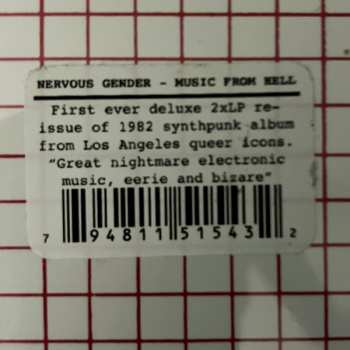 NERVOUS GENDER - MUSIC FROM HELL
First ever deluxe 2xLP re-
issue of 1982 synthpunk album
from Los Angeles queer icons.
"Great nightmare electronic
music, eerie and bizare"
7 94811 51543 2